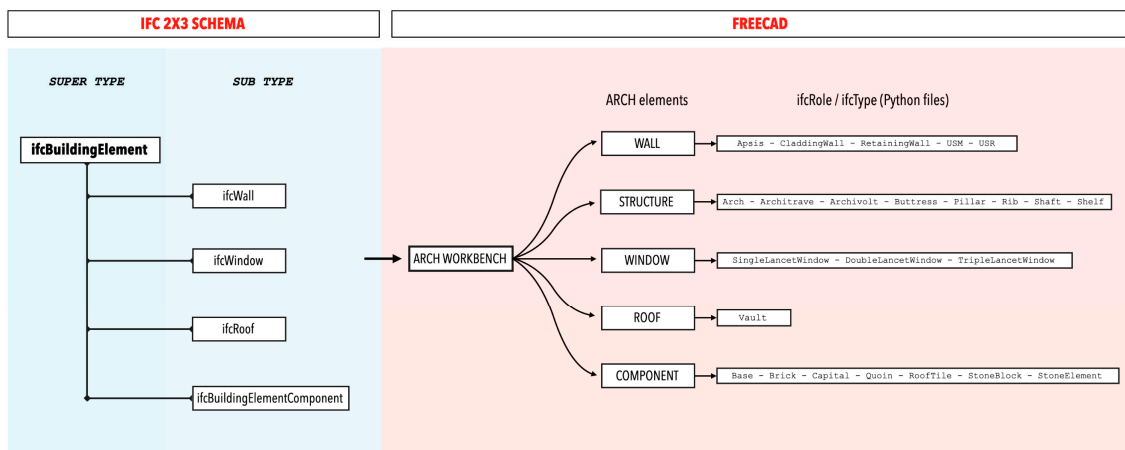 IFC 2X3 SCHEMA
FREECAD
SUPER TYPE
SUB TYPE
ifcBuildingElement
ifcWall
ifcWindow
ifcRoof
ifcBuildingElementComponent
ARCH WORKBENCH
ARCH elements
ifcRole / ifcType (Python files)
WALL
Apsis - CladdingWall - RetainingWall - USM - USR
STRUCTURE
Arch - Architrave - Archivolt - Buttress - Pillar - Rib - Shaft - Shelf
WINDOW
SingleLancetWindow - DoubleLancetWindow - TripleLancetWindow
ROOF
Vault
COMPONENT
Base - Brick - Capital - Quoin - RoofTile - StoneBlock - StoneElement